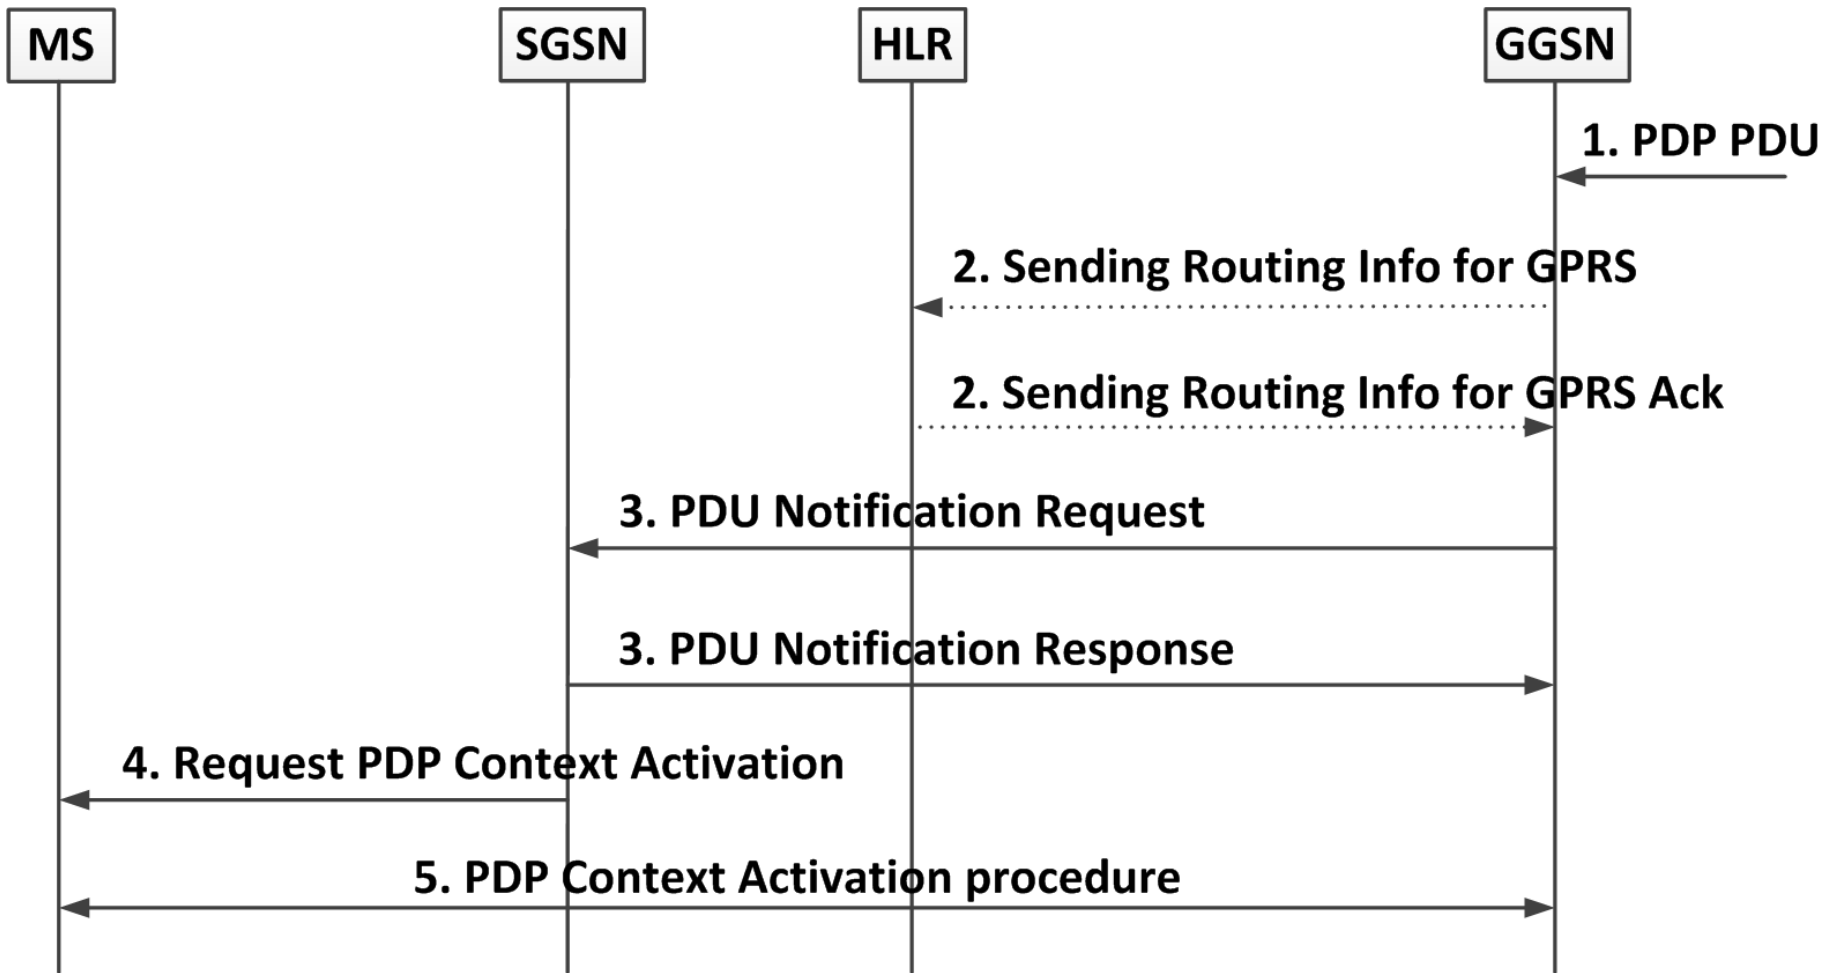 MS
SGSN
HLR
GGSN
1. PDP PDU
2. Sending Routing Info for GPRS
2. Sending Routing Info for GPRS Ack
3. PDU Notification Request
3. PDU Notification Response
4. Request PDP Context Activation
5. PDP Context Activation procedure